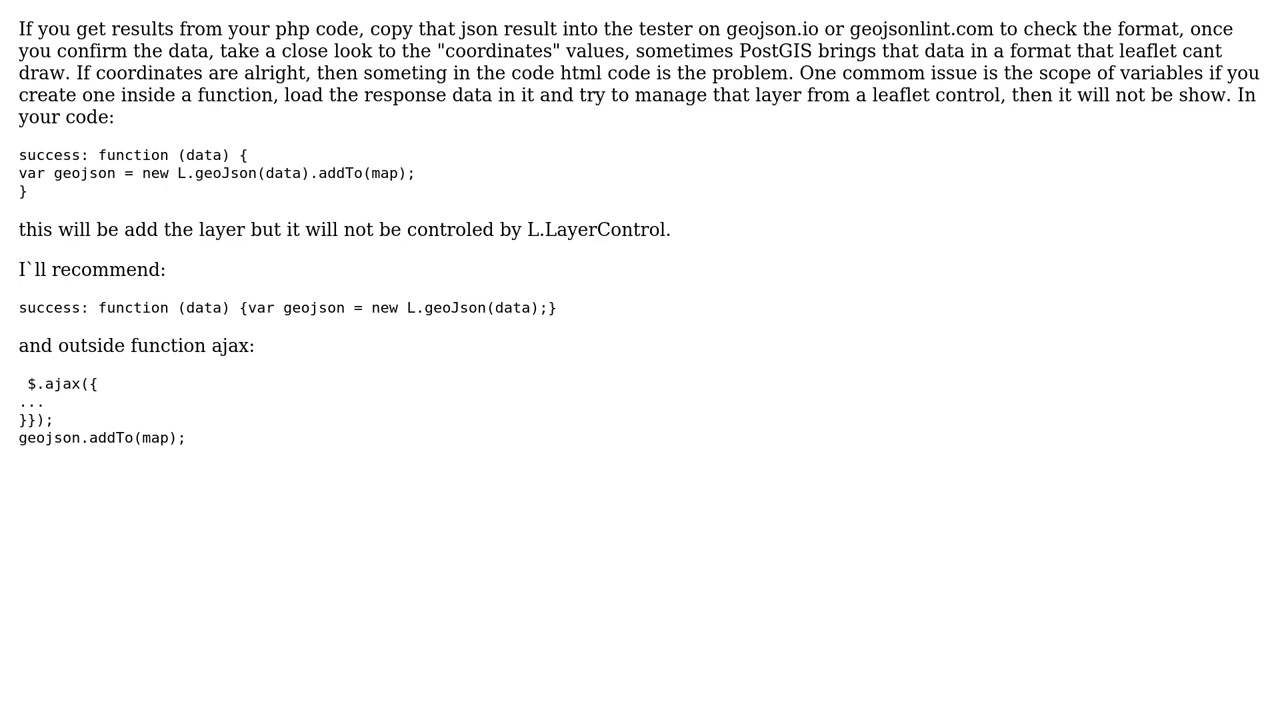 If you get results from your php code, copy that json result into the tester on geojson.io or geojsonlint.com to check the format, once
you confirm the data, take a close look to the "coordinates" values, sometimes PostGIS brings that data in a format that leaflet cant
draw. If coordinates are alright, then someting in the code html code is the problem. One commom issue is the scope of variables if you
create one inside a function, load the response data in it and try to manage that layer from a leaflet control, then it will not be show. In
your code:
success: function (data) {
var geojson = new L.geoJson(data).addTo(map);
}
this will be add the layer but it will not be controled by L.LayerControl.
I`ll recommend:
success: function (data) {var geojson = new L.geoJson(data);}
and outside function ajax:
 $.ajax({
...
}});
geojson.addTo(map);